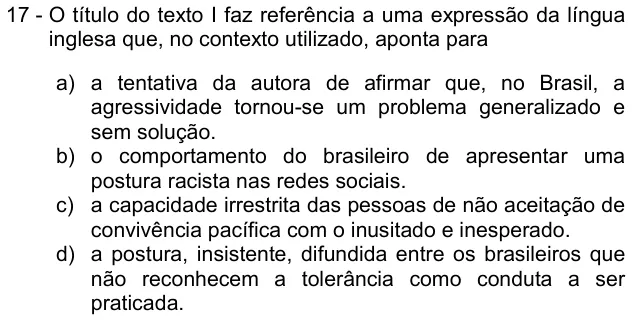 17 - O título do texto I faz referência a uma expressão da língua
inglesa que, no contexto utilizado, aponta para
a) a tentativa da autora de afirmar que, no Brasil, a
agressividade tornou-se um problema generalizado e
sem solução.
b) o comportamento do brasileiro de apresentar uma
postura racista nas redes sociais.
c) a capacidade irrestrita das pessoas de não aceitação de
convivência pacífica com o inusitado e inesperado.
d) a postura, insistente, difundida entre os brasileiros que
não reconhecem a tolerância como conduta a ser
praticada.